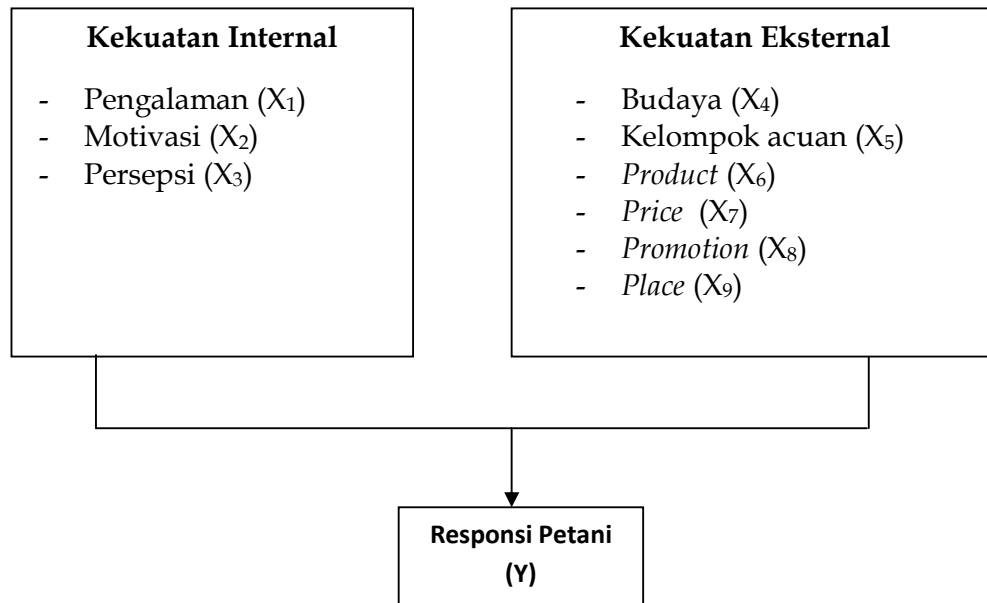 Kekuatan Internal
- Pengalaman (X₁)
- Motivasi (X₂)
- Persepsi (X₃)
Kekuatan Eksternal
- Budaya (X₄)
- Kelompok acuan (X₅)
- Product (X₆)
- Price (X₇)
- Promotion (X₈)
- Place (X₉)
Responsi Petani
(Y)